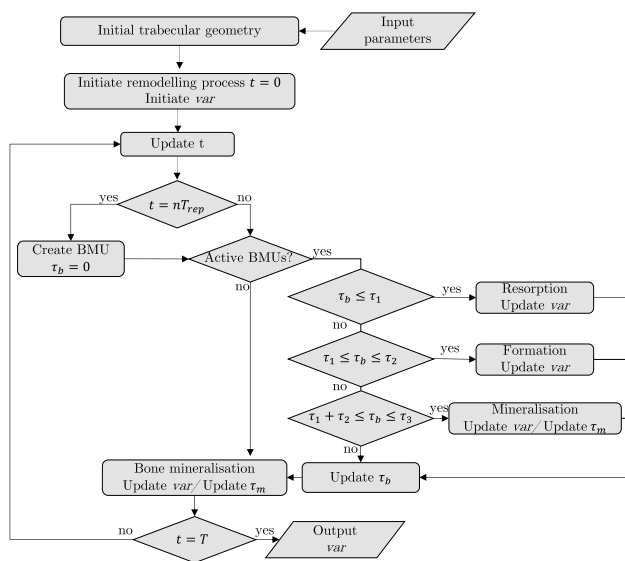 Initial trabecular geometry
Input
parameters
Initiate remodelling process t = 0
Initiate var
Update t
yes
no
t = nT_rep
Create BMU
τ_b = 0
Active BMUs?
yes
no
τ_b ≤ τ_1
yes
Resorption
Update var
no
τ_1 ≤ τ_b ≤ τ_2
yes
Formation
Update var
no
τ_1 + τ_2 ≤ τ_b ≤ τ_3
yes
Mineralisation
Update var/ Update τ_m
no
Bone mineralisation
Update var/ Update τ_m
Update τ_b
no
t = T
yes
Output
var